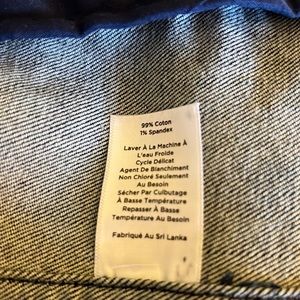 99% Coton
1% Spandex
Laver À La Machine À
L'eau Froide
Cycle Délicat
Agent De Blanchiment
Non Chloré Seulement
Au Besoin
Sécher Par Culbutage
À Basse Température
Repasser À Basse
Température Au Besoin
Fabriqué Au Sri Lanka